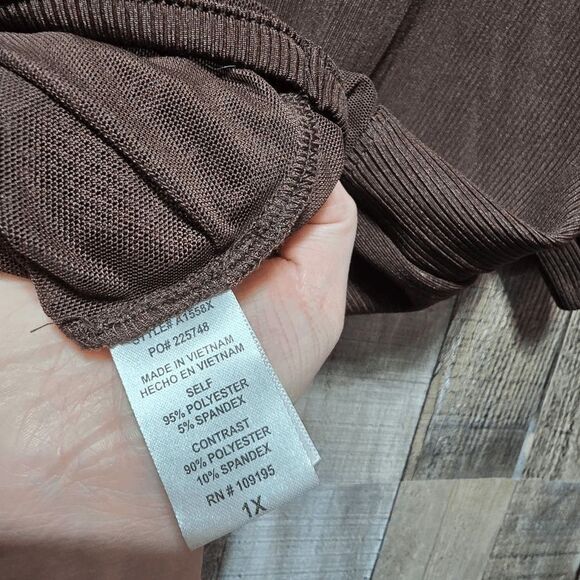 STYLE# A1558X
PO# 225748
MADE IN VIETNAM
HECHO EN VIETNAM
SELF
95% POLYESTER
5% SPANDEX
CONTRAST
90% POLYESTER
10% SPANDEX
RN # 109195
1X